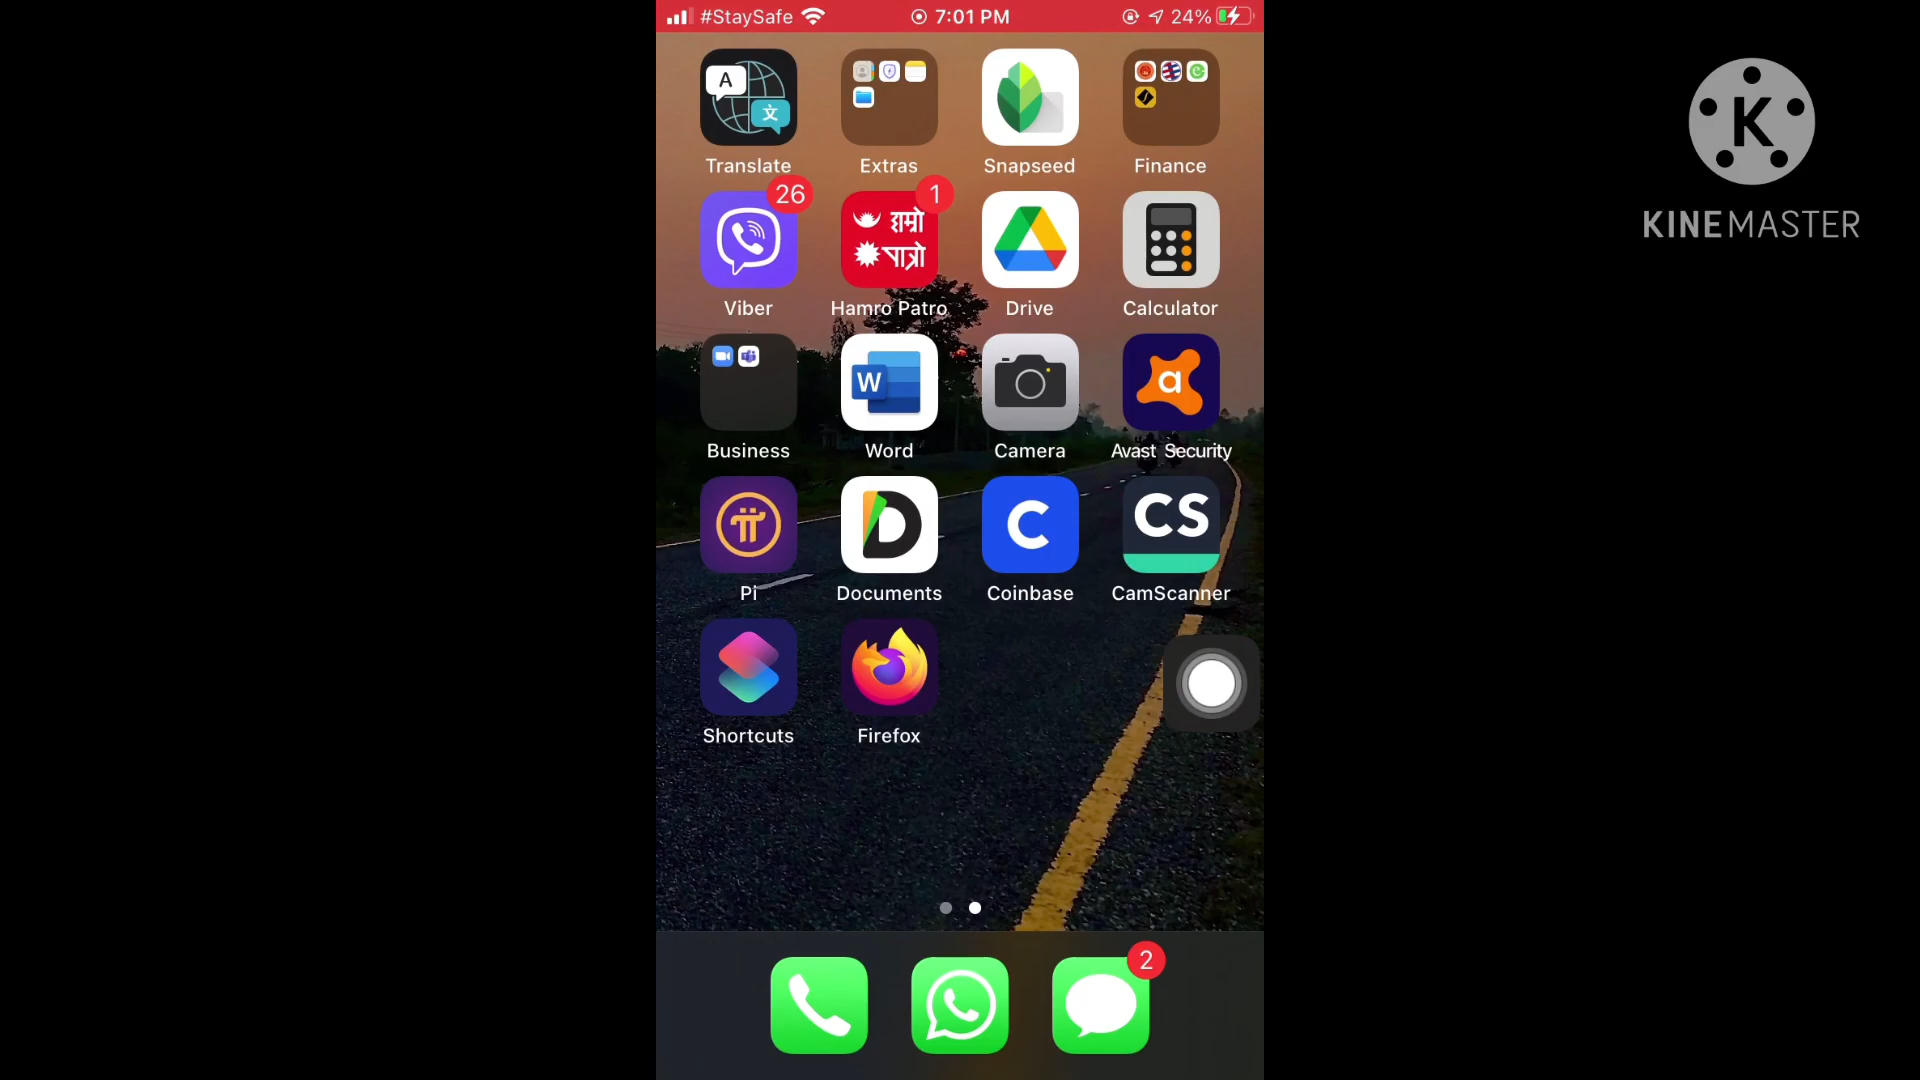 #StaySafe 7:01 PM 24%
A 文
Translate Extras Snapseed Finance
26 1
हाम्रो
पात्रो
Viber Hamro Patro Drive Calculator
W a
Business Word Camera Avast Security
D C CS
Pi Documents Coinbase CamScanner
Shortcuts Firefox
2
K
KINEMASTER